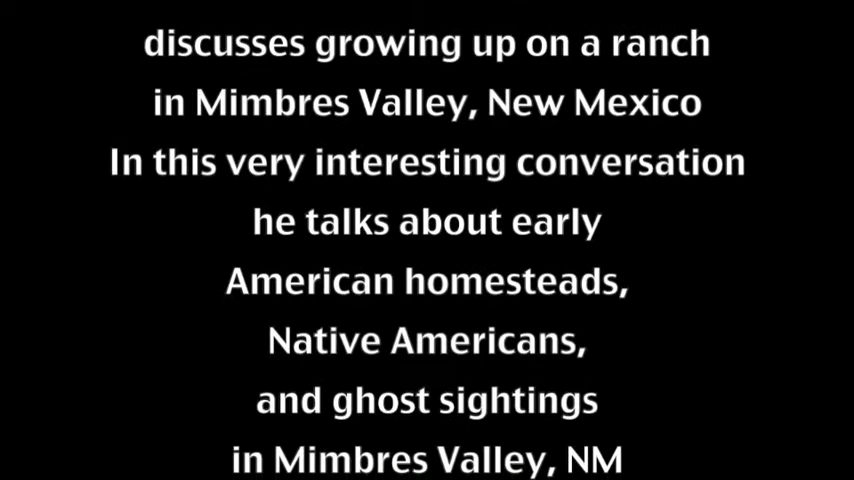 discusses growing up on a ranch
in Mimbres Valley, New Mexico
In this very interesting conversation
he talks about early
American homesteads,
Native Americans,
and ghost sightings
in Mimbres Valley, NM